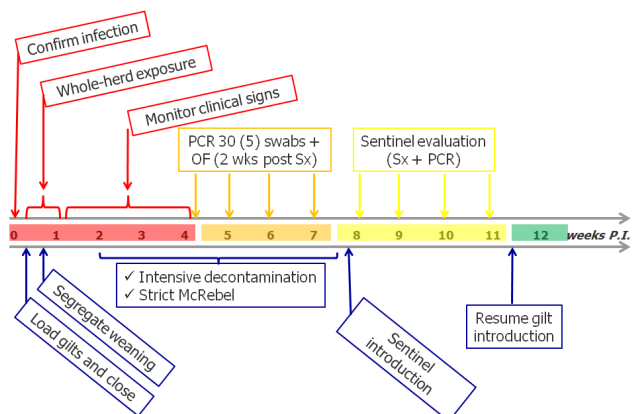 Confirm infection
Whole-herd exposure
Monitor clinical signs
PCR 30 (5) swabs +
OF (2 wks post Sx)
Sentinel evaluation
(Sx + PCR)
0 1 2 3 4 5 6 7 8 9 10 11 12 weeks P.I.
✓ Intensive decontamination
✓ Strict McRebel
Segregate weaning
Load gilts and close
Sentinel
introduction
Resume gilt
introduction